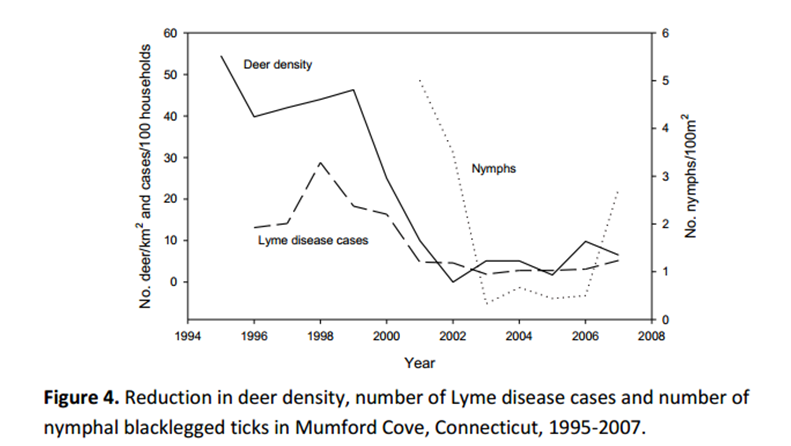 60
50
40
30
20
10
0
No. deer/km² and cases/100 households
Deer density
Lyme disease cases
Nymphs
6
5
4
3
2
1
0
No. nymphs/100m²
1994 1996 1998 2000 2002 2004 2006 2008
Year
Figure 4. Reduction in deer density, number of Lyme disease cases and number of
nymphal blacklegged ticks in Mumford Cove, Connecticut, 1995-2007.